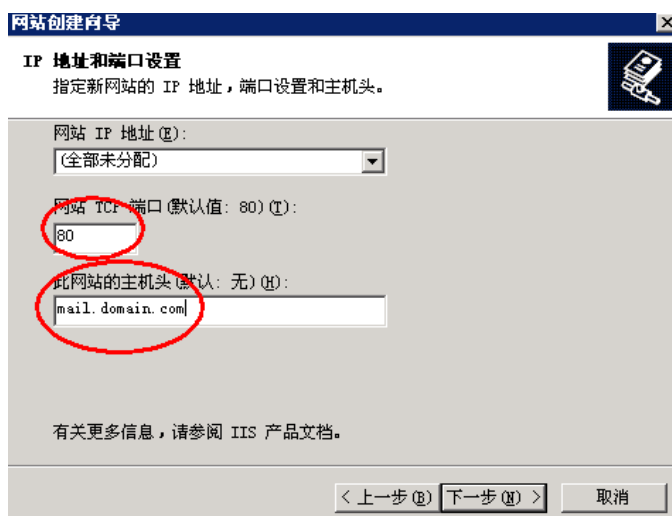 网站创建向导
IP 地址和端口设置
指定新网站的 IP 地址，端口设置和主机头。
网站 IP 地址(E):
(全部未分配)
网站 TCP 端口(默认值: 80)(T):
80
此网站的主机头(默认: 无)(H):
mail.domain.com
有关更多信息，请参阅 IIS 产品文档。
< 上一步(B) 下一步(N) > 取消